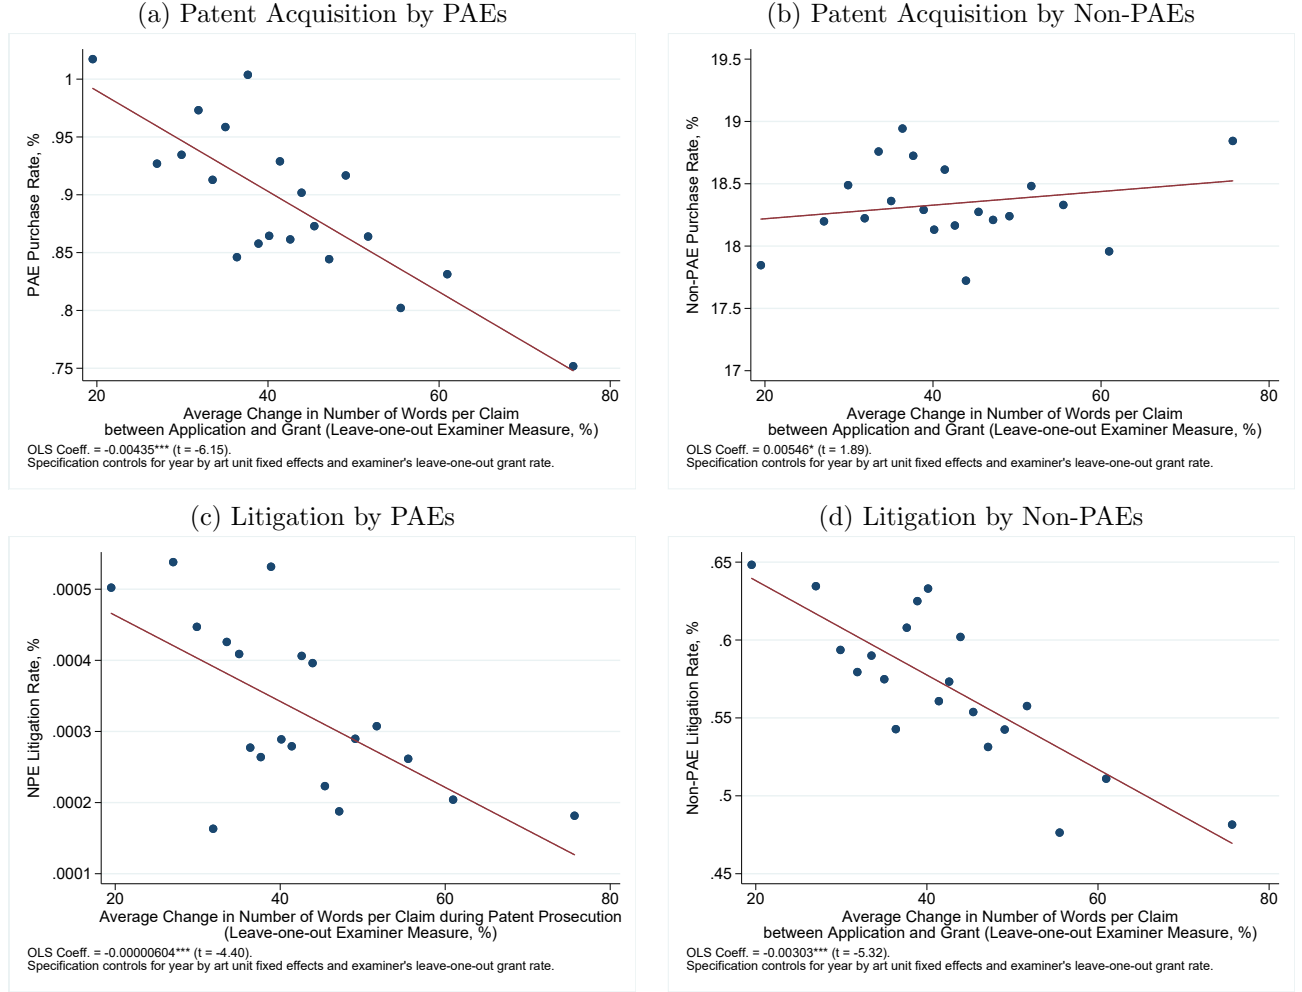 (a) Patent Acquisition by PAEs
1
.95
.9
.85
.8
.75
PAE Purchase Rate, %
20 40 60 80
Average Change in Number of Words per Claim
between Application and Grant (Leave-one-out Examiner Measure, %)
OLS Coeff. = -0.00435*** (t = -6.15).
Specification controls for year by art unit fixed effects and examiner's leave-one-out grant rate.
(b) Patent Acquisition by Non-PAEs
19.5
19
18.5
18
17.5
17
Non-PAE Purchase Rate, %
20 40 60 80
Average Change in Number of Words per Claim
between Application and Grant (Leave-one-out Examiner Measure, %)
OLS Coeff. = 0.00546* (t = 1.89).
Specification controls for year by art unit fixed effects and examiner's leave-one-out grant rate.
(c) Litigation by PAEs
.0005
.0004
.0003
.0002
.0001
NPE Litigation Rate, %
20 40 60 80
Average Change in Number of Words per Claim during Patent Prosecution
(Leave-one-out Examiner Measure, %)
OLS Coeff. = -0.00000604*** (t = -4.40).
Specification controls for year by art unit fixed effects and examiner's leave-one-out grant rate.
(d) Litigation by Non-PAEs
.65
.6
.55
.5
.45
Non-PAE Litigation Rate, %
20 40 60 80
Average Change in Number of Words per Claim
between Application and Grant (Leave-one-out Examiner Measure, %)
OLS Coeff. = -0.00303*** (t = -5.32).
Specification controls for year by art unit fixed effects and examiner's leave-one-out grant rate.